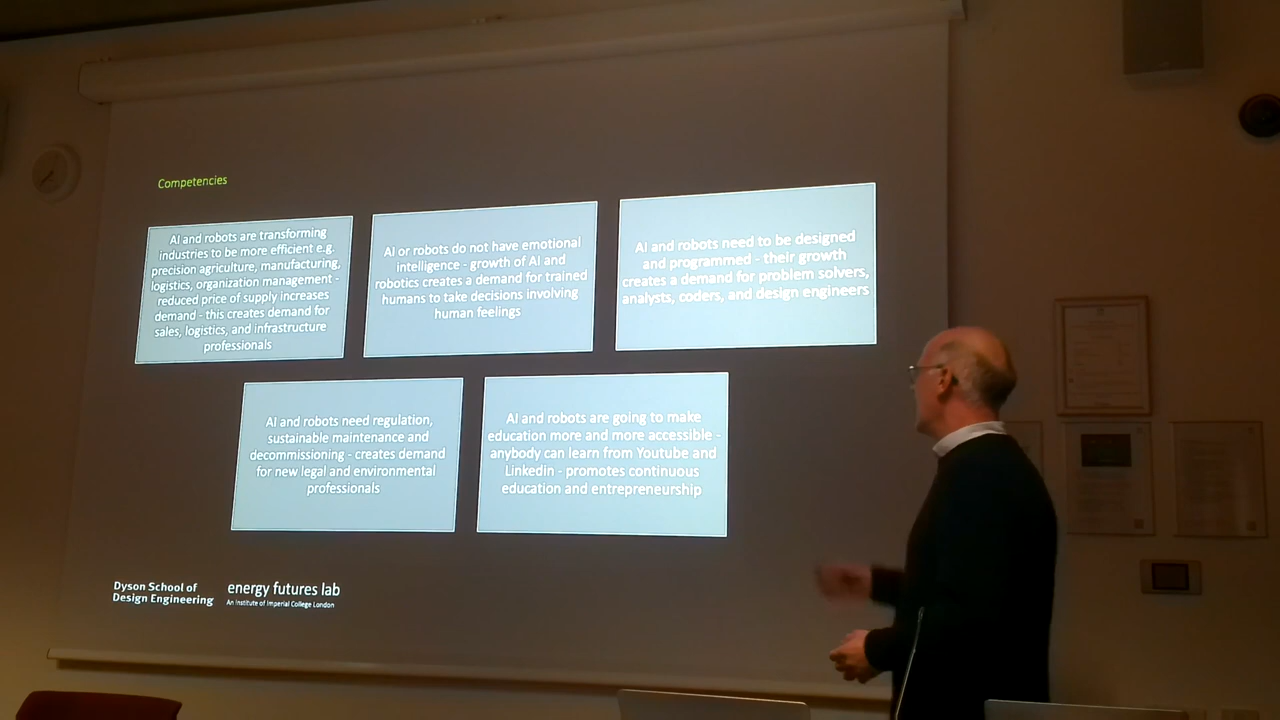 Competencies
AI and robots are transforming
industries to be more efficient e.g.
precision agriculture, manufacturing,
logistics, organization management -
reduced price of supply increases
demand - this creates demand for
sales, logistics, and infrastructure
professionals
AI or robots do not have emotional
intelligence - growth of AI and
robotics creates a demand for trained
humans to take decisions involving
human feelings
AI and robots need to be designed
and programmed - their growth
creates a demand for problem solvers,
analysts, coders, and design engineers
AI and robots need regulation,
sustainable maintenance and
decommissioning - creates demand
for new legal and environmental
professionals
AI and robots are going to make
education more and more accessible -
anybody can learn from Youtube and
Linkedin - promotes continuous
education and entrepreneurship
Dyson School of
Design Engineering
energy futures lab
An institute of Imperial College London